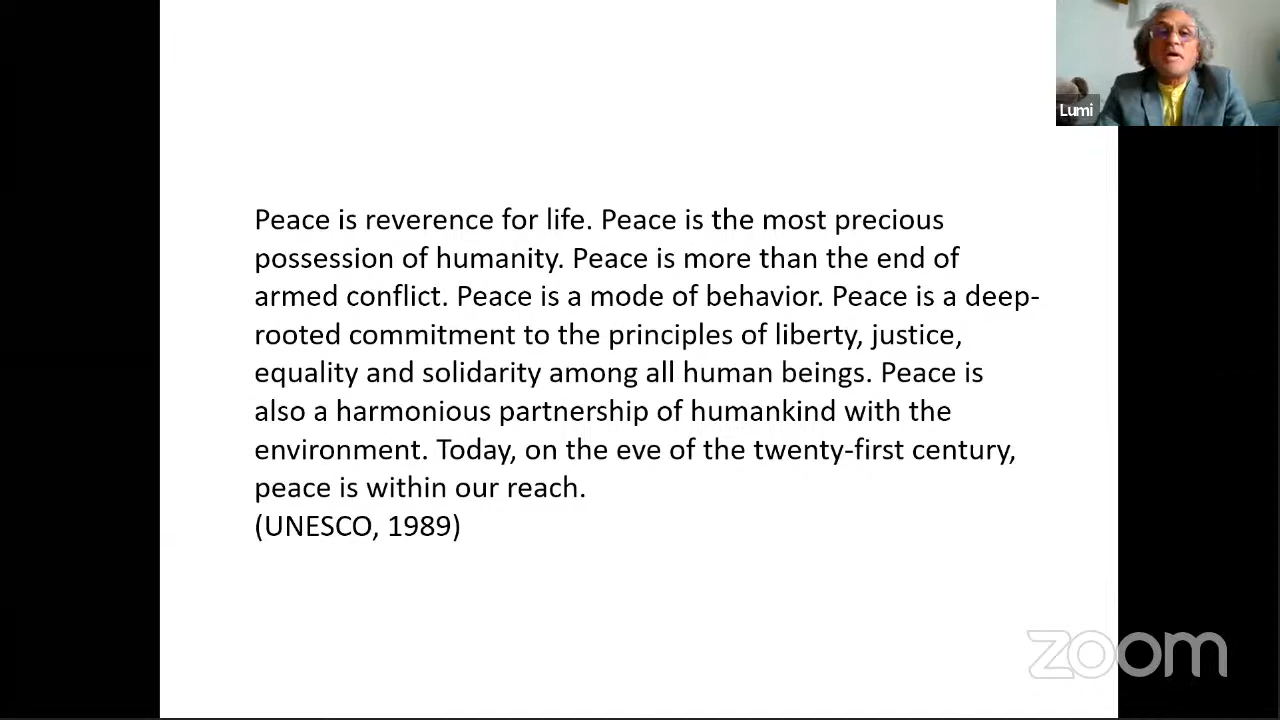 Lumi
Peace is reverence for life. Peace is the most precious
possession of humanity. Peace is more than the end of
armed conflict. Peace is a mode of behavior. Peace is a deep-
rooted commitment to the principles of liberty, justice,
equality and solidarity among all human beings. Peace is
also a harmonious partnership of humankind with the
environment. Today, on the eve of the twenty-first century,
peace is within our reach.
(UNESCO, 1989)
zoom